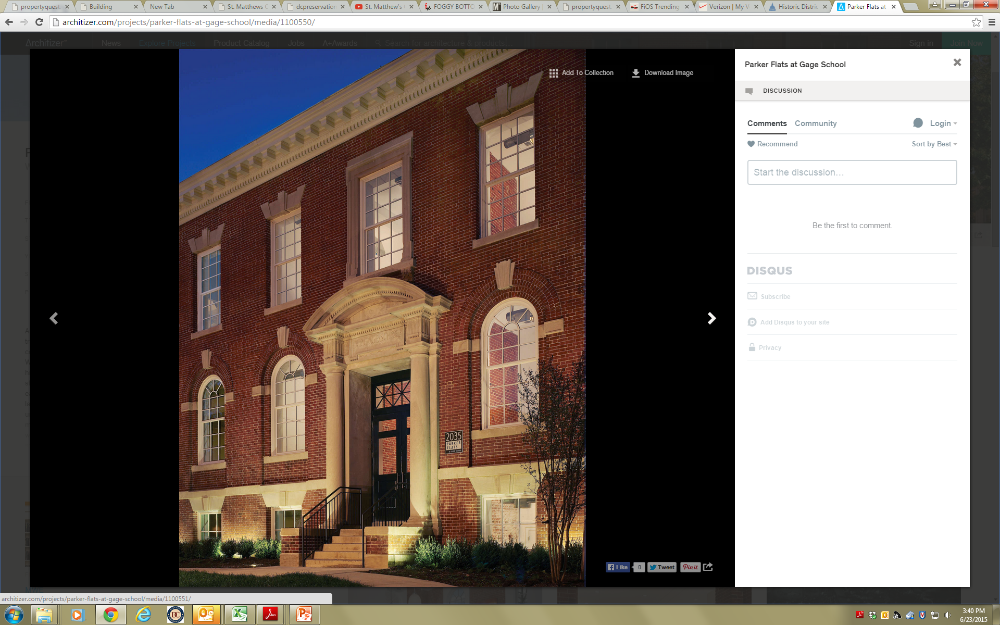 propertyquest
Building
New Tab
St. Matthews C
dcpreservation
St. Matthew's
FOGGY BOTTO
Photo Gallery |
propertyquest
FiOS Trending
Verizon | My V
Historic Distric
Parker Flats at
architizer.com/projects/parker-flats-at-gage-school/media/1100550/
Architizer
News
Explore Projects
Product Catalog
Jobs
A+Awards
Search for architecture & products...
Sign in
Join Now
Add To Collection
Download Image
Parker Flats at Gage School
DISCUSSION
Comments
Community
Login
Recommend
Sort by Best
Start the discussion…
Be the first to comment.
DISQUS
Subscribe
Add Disqus to your site
Privacy
2035
PARKER
FLATS
Like
0
Tweet
Pin it
architizer.com/projects/parker-flats-at-gage-school/media/1100551/
3:40 PM
6/23/2015